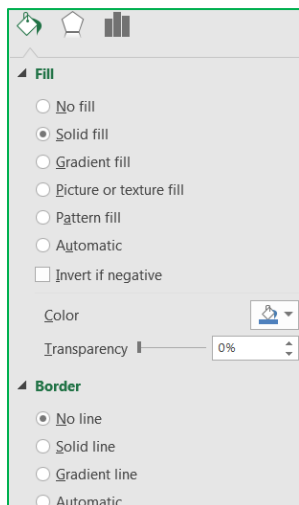 Fill
No fill
Solid fill
Gradient fill
Picture or texture fill
Pattern fill
Automatic
Invert if negative
Color
Transparency 0%
Border
No line
Solid line
Gradient line
Automatic